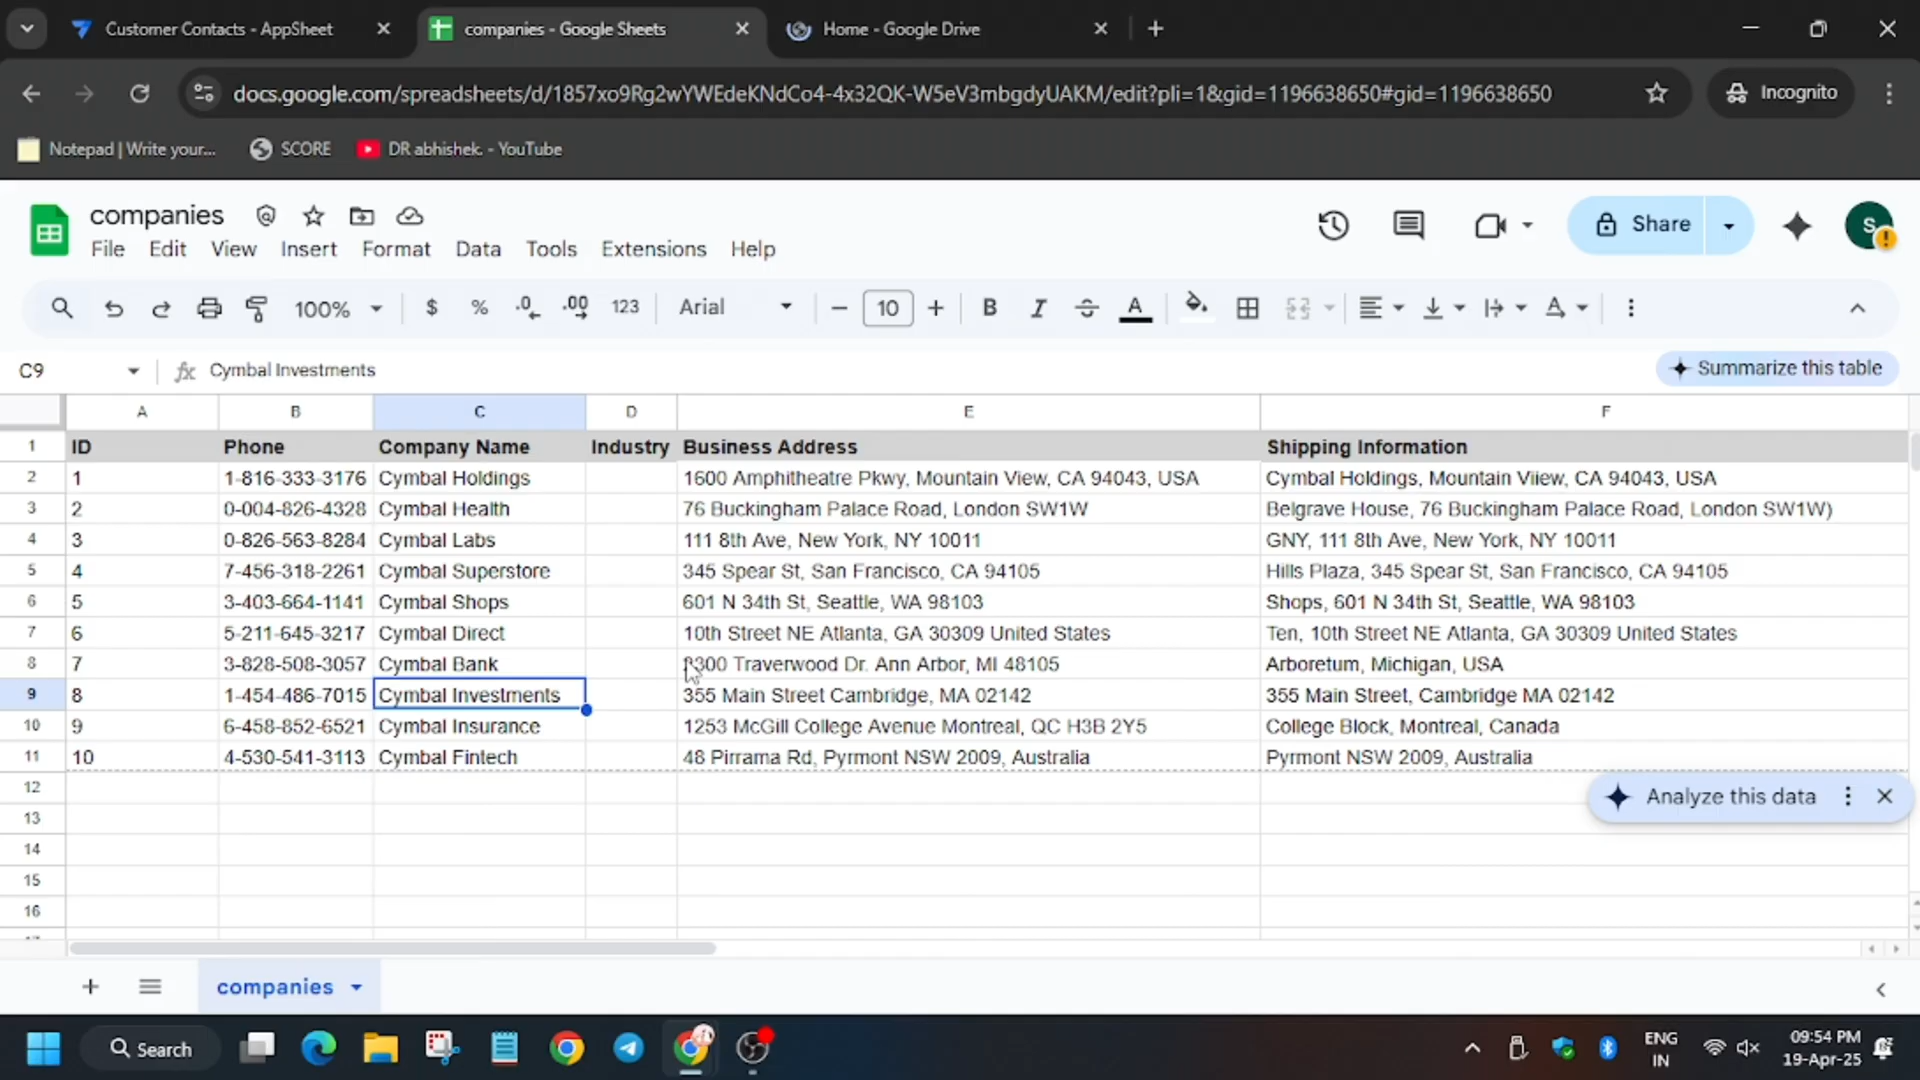 Customer Contacts - AppSheet
companies - Google Sheets
Home - Google Drive
docs.google.com/spreadsheets/d/1857xo9Rg2wYWEdeKNdCo4-4x32QK-W5eV3mbgdyUAKM/edit?pli=1&gid=1196638650#gid=1196638650
Incognito
Notepad | Write your...
SCORE
DR abhishek. - YouTube
companies
Share
S
File Edit View Insert Format Data Tools Extensions Help
100% $ % .0 .00 123 Arial 10 B I S A
C9 fx Cymbal Investments
Summarize this table
A B C D E F
1 ID Phone Company Name Industry Business Address Shipping Information
2 1 1-816-333-3176 Cymbal Holdings 1600 Amphitheatre Pkwy, Mountain View, CA 94043, USA Cymbal Holdings, Mountain Viiew, CA 94043, USA
3 2 0-004-826-4328 Cymbal Health 76 Buckingham Palace Road, London SW1W Belgrave House, 76 Buckingham Palace Road, London SW1W)
4 3 0-826-563-8284 Cymbal Labs 111 8th Ave, New York, NY 10011 GNY, 111 8th Ave, New York, NY 10011
5 4 7-456-318-2261 Cymbal Superstore 345 Spear St, San Francisco, CA 94105 Hills Plaza, 345 Spear St, San Francisco, CA 94105
6 5 3-403-664-1141 Cymbal Shops 601 N 34th St, Seattle, WA 98103 Shops, 601 N 34th St, Seattle, WA 98103
7 6 5-211-645-3217 Cymbal Direct 10th Street NE Atlanta, GA 30309 United States Ten, 10th Street NE Atlanta, GA 30309 United States
8 7 3-828-508-3057 Cymbal Bank Traverwood Dr. Ann Arbor, MI 48105 Arboretum, Michigan, USA
9 8 1-454-486-7015 Cymbal Investments 355 Main Street Cambridge, MA 02142 355 Main Street, Cambridge MA 02142
10 9 6-458-852-6521 Cymbal Insurance 1253 McGill College Avenue Montreal, QC H3B 2Y5 College Block, Montreal, Canada
11 10 4-530-541-3113 Cymbal Fintech 48 Pirrama Rd, Pyrmont NSW 2009, Australia Pyrmont NSW 2009, Australia
12
Analyze this data
13
14
15
16
companies
Search
ENG
IN
09:54 PM
19-Apr-25